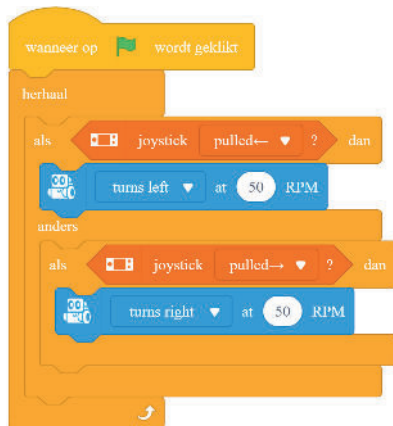 wanneer op wordt geklikt
herhaal
als joystick pulled← ? dan
turns left at 50 RPM
anders
als joystick pulled→ ? dan
turns right at 50 RPM